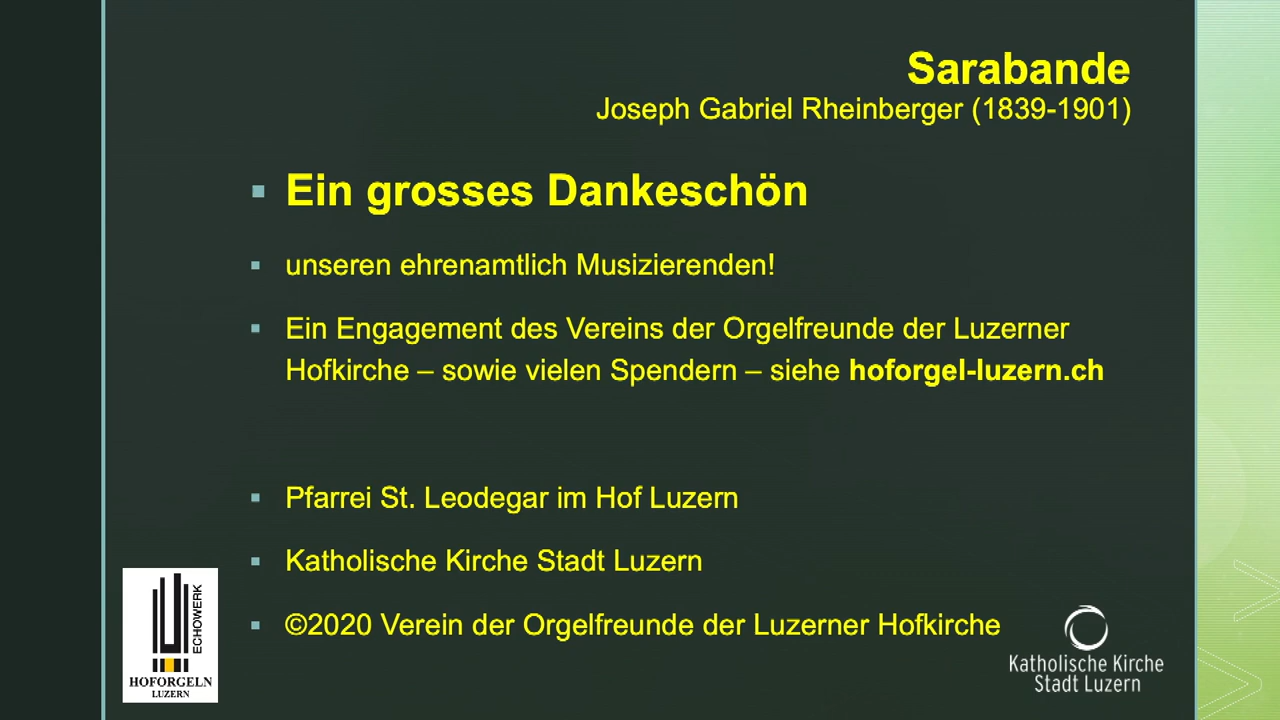 Sarabande
Joseph Gabriel Rheinberger (1839-1901)
Ein grosses Dankeschön
unseren ehrenamtlich Musizierenden!
Ein Engagement des Vereins der Orgelfreunde der Luzerner
Hofkirche – sowie vielen Spendern – siehe hoforgel-luzern.ch
Pfarrei St. Leodegar im Hof Luzern
Katholische Kirche Stadt Luzern
©2020 Verein der Orgelfreunde der Luzerner Hofkirche
ECHOWERK
HOFORGELN
LUZERN
Katholische Kirche
Stadt Luzern